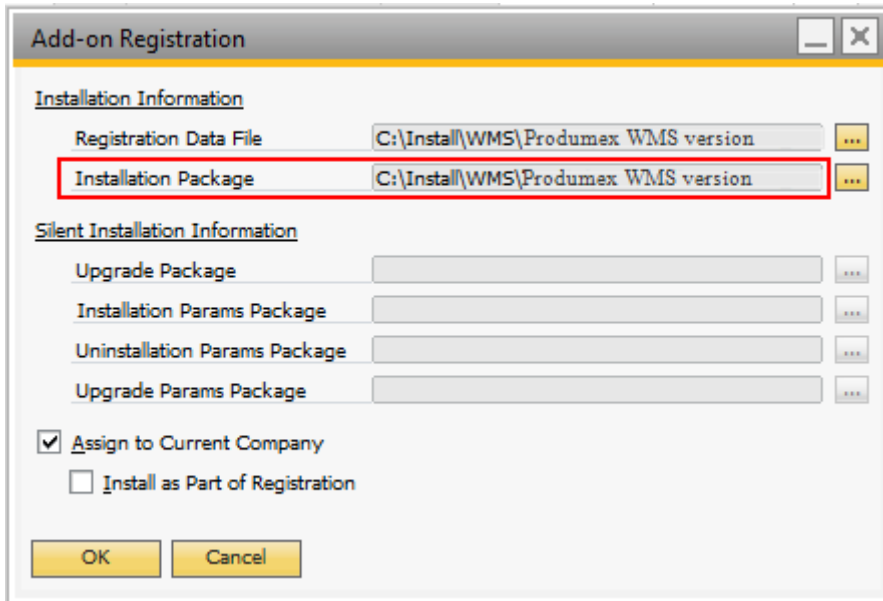 Add-on Registration
Installation Information
Registration Data File C:\Install\WMS\Produmex WMS version ...
Installation Package C:\Install\WMS\Produmex WMS version ...
Silent Installation Information
Upgrade Package ...
Installation Params Package ...
Uninstallation Params Package ...
Upgrade Params Package ...
Assign to Current Company
Install as Part of Registration
OK Cancel